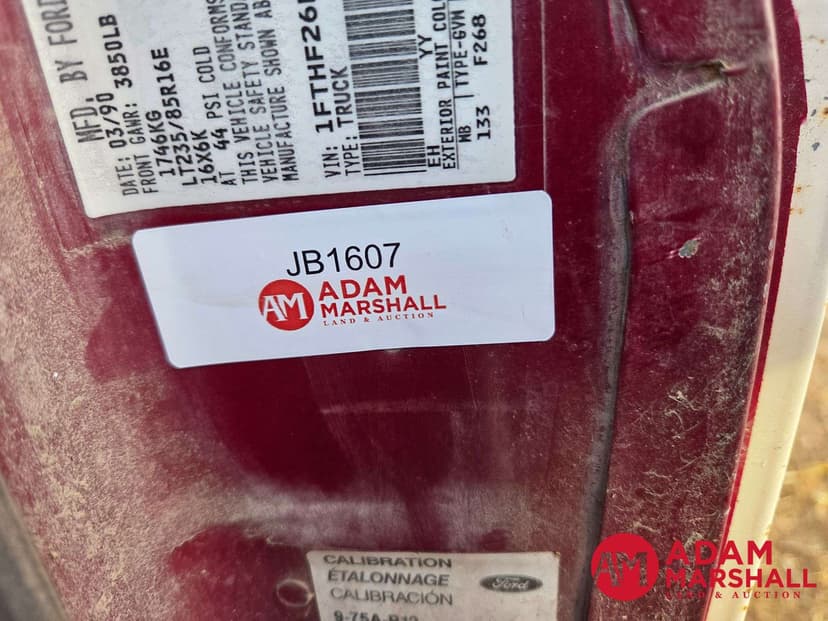 MFD. BY FORD
DATE: 03/90
FRONT GAWR: 3850LB
1746KG
LT235/85R16E
16X6K
AT 44 PSI COLD
THIS VEHICLE CONFORMS
VEHICLE SAFETY STAND
MANUFACTURE SHOWN AB
VIN: 1FTHF26
TYPE: TRUCK
EH YY
EXTERIOR PAINT COL
WB TYPE-GVW
133 F268
JB1607
AM ADAM
MARSHALL
LAND & AUCTION
CALIBRATION
ÉTALONNAGE
CALIBRACIÓN
Ford
AM ADAM
MARSHALL
LAND & AUCTION